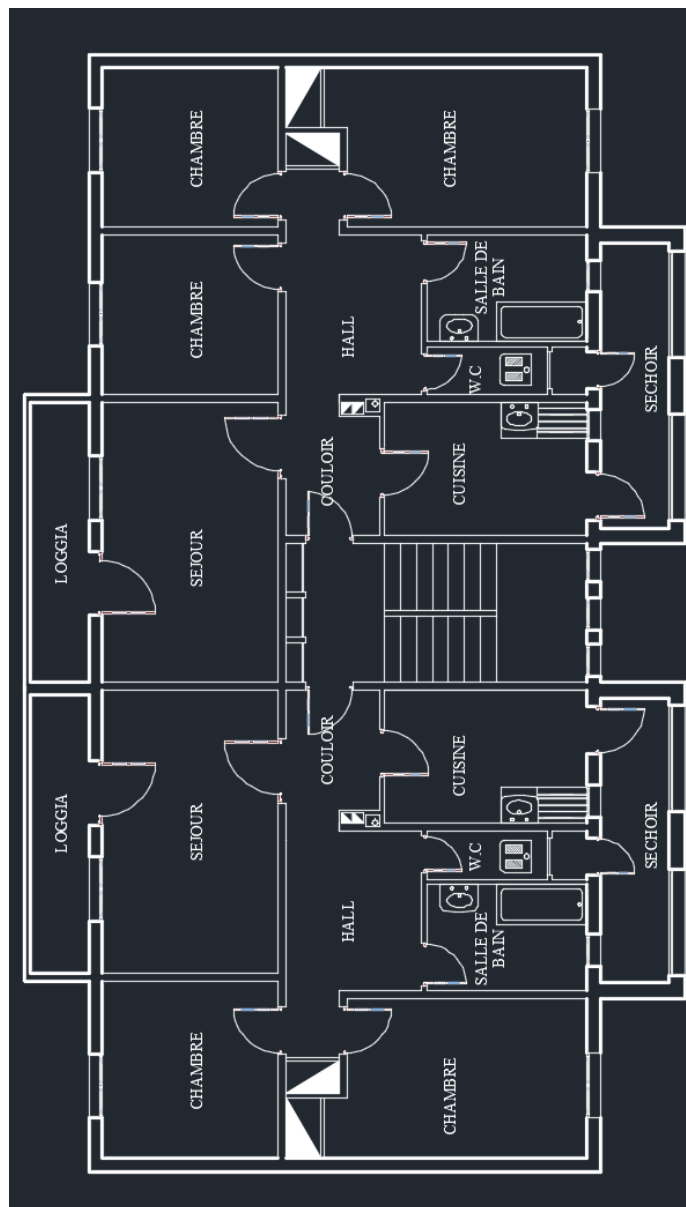 CHAMBRE
CHAMBRE
CHAMBRE
SALLE DE
BAIN
HALL
W.C
SECHOIR
COULOIR
CUISINE
LOGGIA
SEJOUR
COULOIR
CUISINE
LOGGIA
SEJOUR
W.C
SECHOIR
HALL
SALLE DE
BAIN
CHAMBRE
CHAMBRE